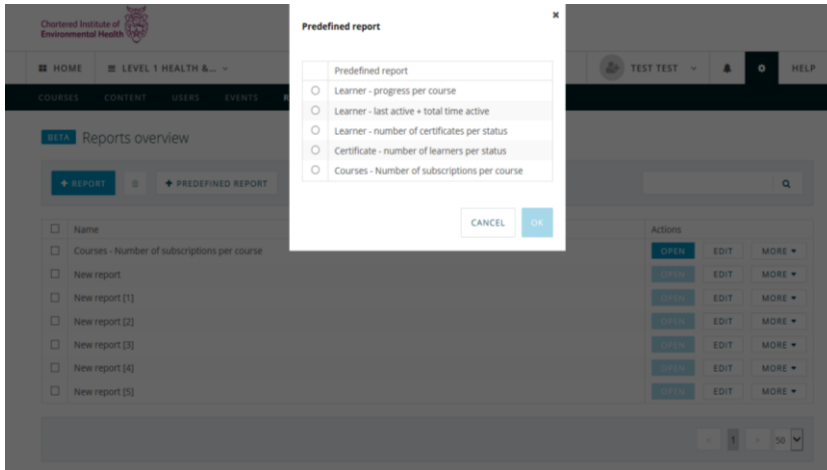 Chartered Institute of
Environmental Health
Predefined report
Predefined report
Learner - progress per course
Learner - last active + total time active
Learner - number of certificates per status
Certificate - number of learners per status
Courses - Number of subscriptions per course
CANCEL OK
HOME LEVEL 1 HEALTH &... TEST TEST HELP
COURSES CONTENT USERS EVENTS R
BETA Reports overview
+ REPORT + PREDEFINED REPORT
Name Actions
Courses - Number of subscriptions per course OPEN EDIT MORE
New report OPEN EDIT MORE
New report [1] OPEN EDIT MORE
New report [2] OPEN EDIT MORE
New report [3] OPEN EDIT MORE
New report [4] OPEN EDIT MORE
New report [5] OPEN EDIT MORE
< 1 > 50